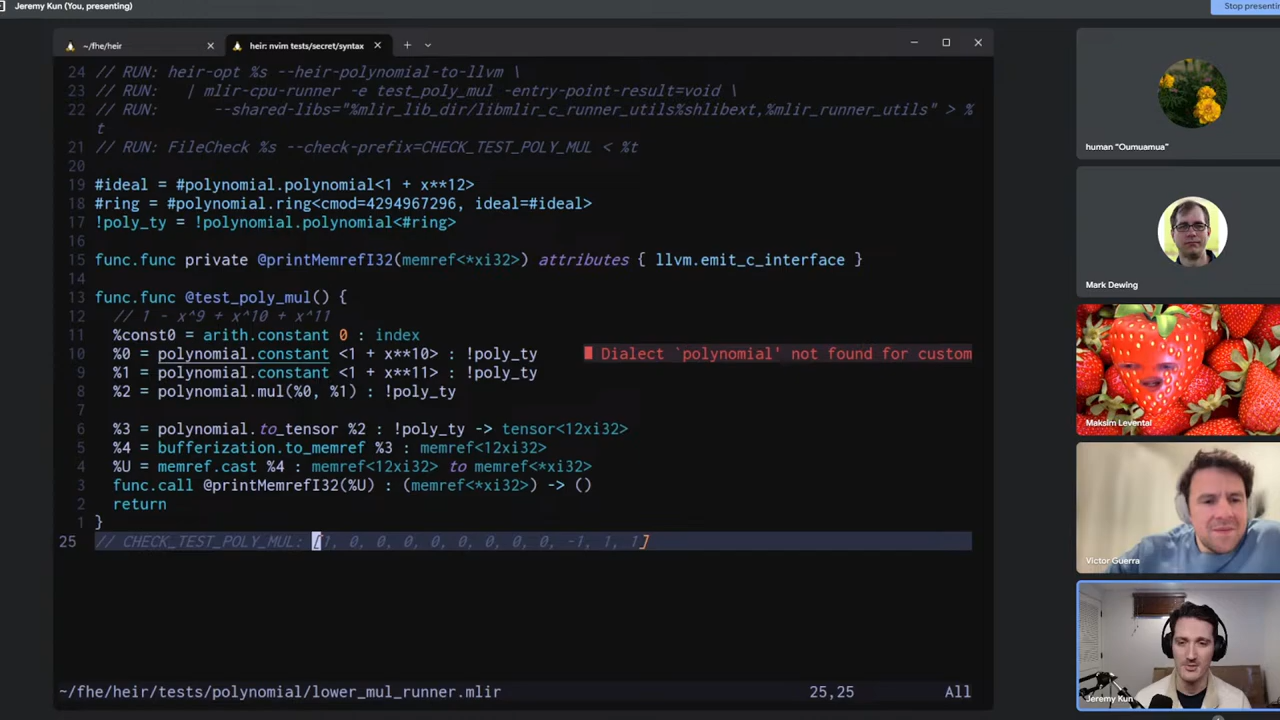 Jeremy Kun (You, presenting)
Stop presenting
~/fhe/heir
heir: nvim tests/secret/syntax
24 // RUN: heir-opt %s --heir-polynomial-to-llvm \
23 //   RUN:   | mlir-cpu-runner -e test_poly_mul -entry-point-result=void \
22 // RUN:     --shared-libs="%mlir_lib_dir/libmlir_c_runner_utils%shlibext,%mlir_runner_utils" > %
t
21 // RUN: FileCheck %s --check-prefix=CHECK_TEST_POLY_MUL < %t
20
19 #ideal = #polynomial.polynomial<1 + x**12>
18 #ring = #polynomial.ring<cmod=4294967296, ideal=#ideal>
17 !poly_ty = !polynomial.polynomial<#ring>
16
15 func.func private @printMemrefI32(memref<*xi32>) attributes { llvm.emit_c_interface }
14
13 func.func @test_poly_mul() {
12   // 1 - x^9 + x^10 + x^11
11   %const0 = arith.constant 0 : index
10   %0 = polynomial.constant <1 + x**10> : !poly_ty     ■ Dialect `polynomial' not found for custom
9   %1 = polynomial.constant <1 + x**11> : !poly_ty
8   %2 = polynomial.mul(%0, %1) : !poly_ty
7
6   %3 = polynomial.to_tensor %2 : !poly_ty -> tensor<12xi32>
5   %4 = bufferization.to_memref %3 : memref<12xi32>
4   %U = memref.cast %4 : memref<12xi32> to memref<*xi32>
3   func.call @printMemrefI32(%U) : (memref<*xi32>) -> ()
2   return
1 }
25 // CHECK_TEST_POLY_MUL: [1, 0, 0, 0, 0, 0, 0, 0, 0, -1, 1, 1]
~/fhe/heir/tests/polynomial/lower_mul_runner.mlir 25,25 All
human "Oumuamua"
Mark Dewing
Maksim Levental
Victor Guerra
Jeremy Kun